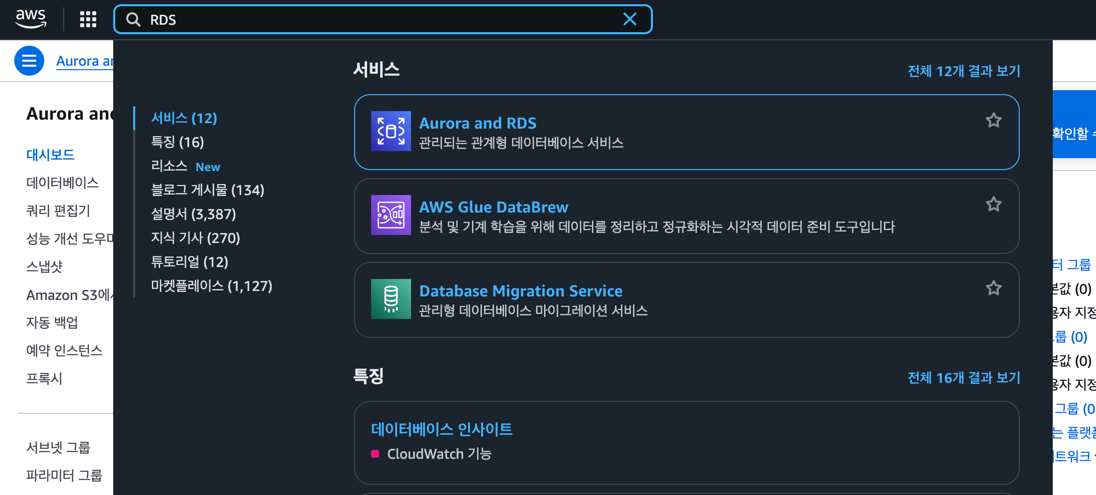 aws
RDS
Aurora an
Aurora and
대시보드
데이터베이스
쿼리 편집기
성능 개선 도우미
스냅샷
Amazon S3에서
자동 백업
예약 인스턴스
프록시
서브넷 그룹
파라미터 그룹
서비스 (12)
특징 (16)
리소스 New
블로그 게시물 (134)
설명서 (3,387)
지식 기사 (270)
튜토리얼 (12)
마켓플레이스 (1,127)
서비스
전체 12개 결과 보기
Aurora and RDS
관리되는 관계형 데이터베이스 서비스
AWS Glue DataBrew
분석 및 기계 학습을 위해 데이터를 정리하고 정규화하는 시각적 데이터 준비 도구입니다
Database Migration Service
관리형 데이터베이스 마이그레이션 서비스
특징
전체 16개 결과 보기
데이터베이스 인사이트
CloudWatch 기능
확인할 수
터 그룹
본값 (0)
용자 지정
그룹 (0)
본값 (0)
용자 지정
그룹 (0
는 플랫폼
네트워크